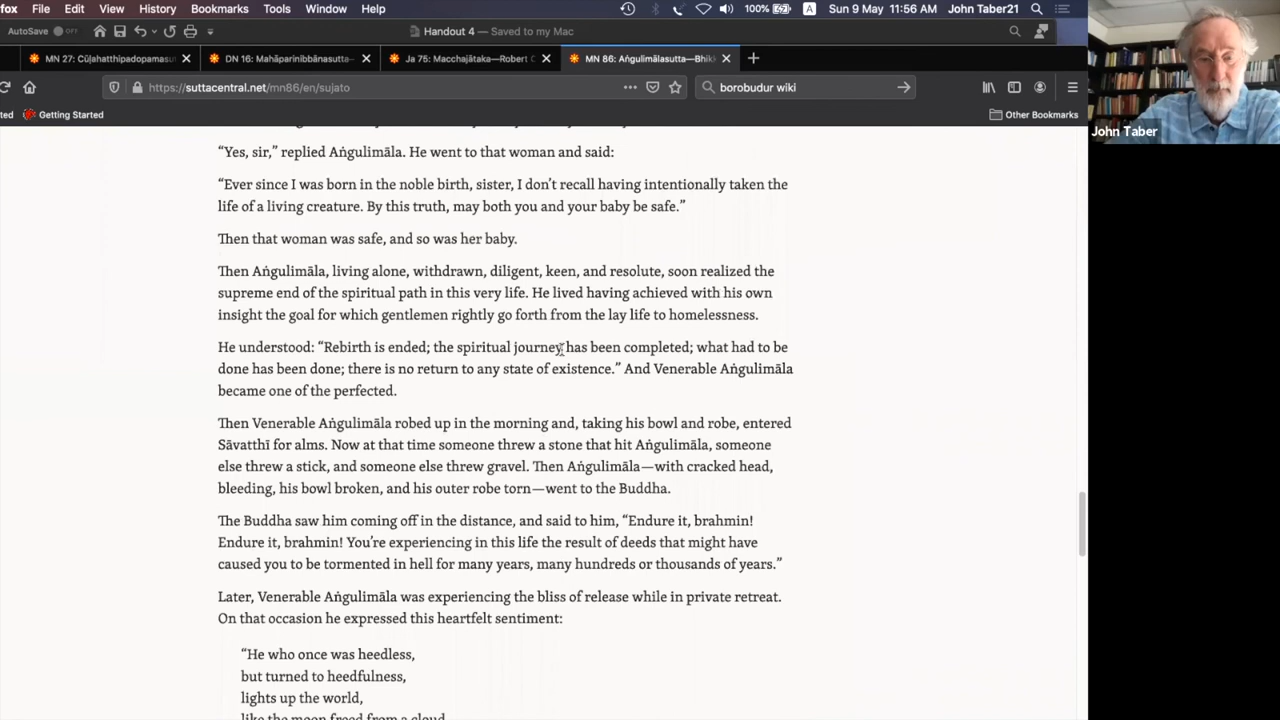 fox File Edit View History Bookmarks Tools Window Help 100% A Sun 9 May 11:56 AM John Taber21
AutoSave OFF Handout 4 — Saved to my Mac
MN 27: Cūḷahatthipadopamasut DN 16: Mahāparinibbānasutta— Ja 75: Macchajātaka—Robert C MN 86: Aṅgulimālasutta—Bhik
https://suttacentral.net/mn86/en/sujato borobudur wiki
ted Getting Started Other Bookmarks
John Taber
“Yes, sir,” replied Aṅgulimāla. He went to that woman and said:
“Ever since I was born in the noble birth, sister, I don’t recall having intentionally taken the
life of a living creature. By this truth, may both you and your baby be safe.”
Then that woman was safe, and so was her baby.
Then Aṅgulimāla, living alone, withdrawn, diligent, keen, and resolute, soon realized the
supreme end of the spiritual path in this very life. He lived having achieved with his own
insight the goal for which gentlemen rightly go forth from the lay life to homelessness.
He understood: “Rebirth is ended; the spiritual journey has been completed; what had to be
done has been done; there is no return to any state of existence.” And Venerable Aṅgulimāla
became one of the perfected.
Then Venerable Aṅgulimāla robed up in the morning and, taking his bowl and robe, entered
Sāvatthī for alms. Now at that time someone threw a stone that hit Aṅgulimāla, someone
else threw a stick, and someone else threw gravel. Then Aṅgulimāla—with cracked head,
bleeding, his bowl broken, and his outer robe torn—went to the Buddha.
The Buddha saw him coming off in the distance, and said to him, “Endure it, brahmin!
Endure it, brahmin! You’re experiencing in this life the result of deeds that might have
caused you to be tormented in hell for many years, many hundreds or thousands of years.”
Later, Venerable Aṅgulimāla was experiencing the bliss of release while in private retreat.
On that occasion he expressed this heartfelt sentiment:
“He who once was heedless,
but turned to heedfulness,
lights up the world,
like the moon freed from a cloud